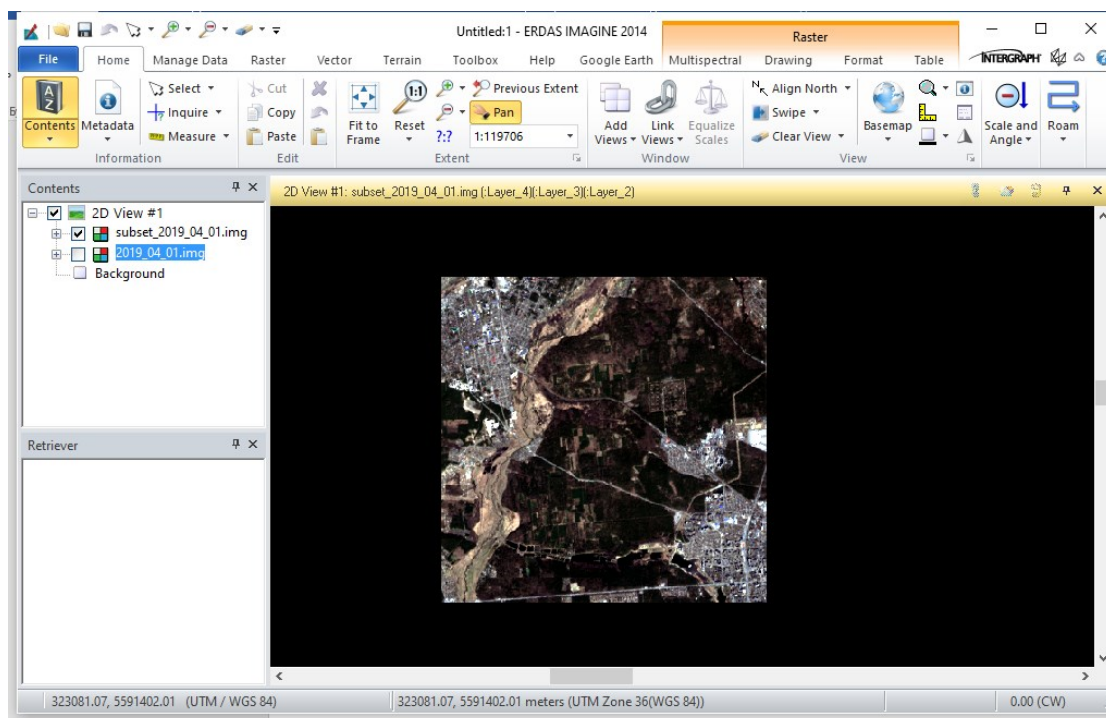 Untitled:1 - ERDAS IMAGINE 2014
Raster
File Home Manage Data Raster Vector Terrain Toolbox Help Google Earth Multispectral Drawing Format Table INTERGRAPH
Contents
Metadata
Select
Inquire
Measure
Information
Cut
Copy
Paste
Edit
Fit to Frame
1:1
Reset
?:?
Previous Extent
Pan
1:119706
Extent
Add Views
Link Views
Equalize Scales
Window
N Align North
Swipe
Clear View
Basemap
View
Scale and Angle
Roam
Contents
2D View #1
subset_2019_04_01.img
2019_04_01.img
Background
Retriever
2D View #1: subset_2019_04_01.img (:Layer_4)(:Layer_3)(:Layer_2)
323081.07, 5591402.01 (UTM / WGS 84)
323081.07, 5591402.01 meters (UTM Zone 36(WGS 84))
0.00 (CW)